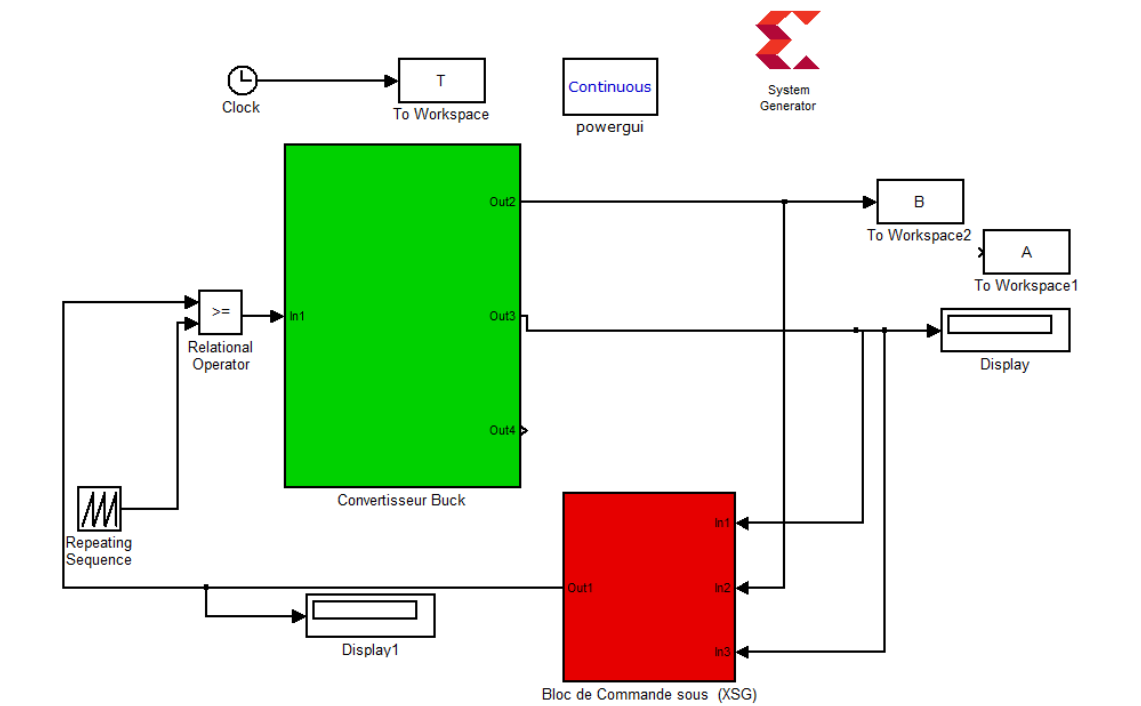 System
Generator
T
Clock
To Workspace
Continuous
powergui
Out2
B
To Workspace2
A
To Workspace1
>=
In1
Out3
Relational
Operator
Display
Out4
Convertisseur Buck
Repeating
Sequence
In1
Out1
In2
In3
Display1
Bloc de Commande sous (XSG)